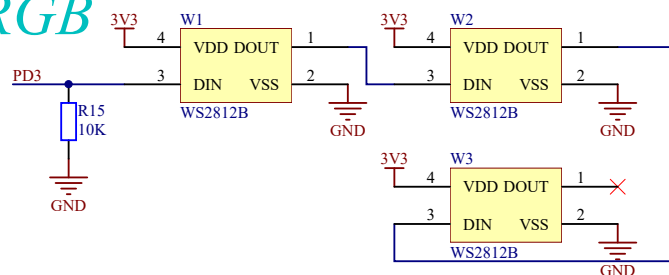 RGB
3V3 W1 3V3 W2
4 VDD DOUT 1 4 VDD DOUT 1
PD3 3 DIN VSS 2 3 DIN VSS 2
R15 WS2812B GND WS2812B GND
10K
3V3 W3
4 VDD DOUT 1
GND 3 DIN VSS 2
WS2812B
GND